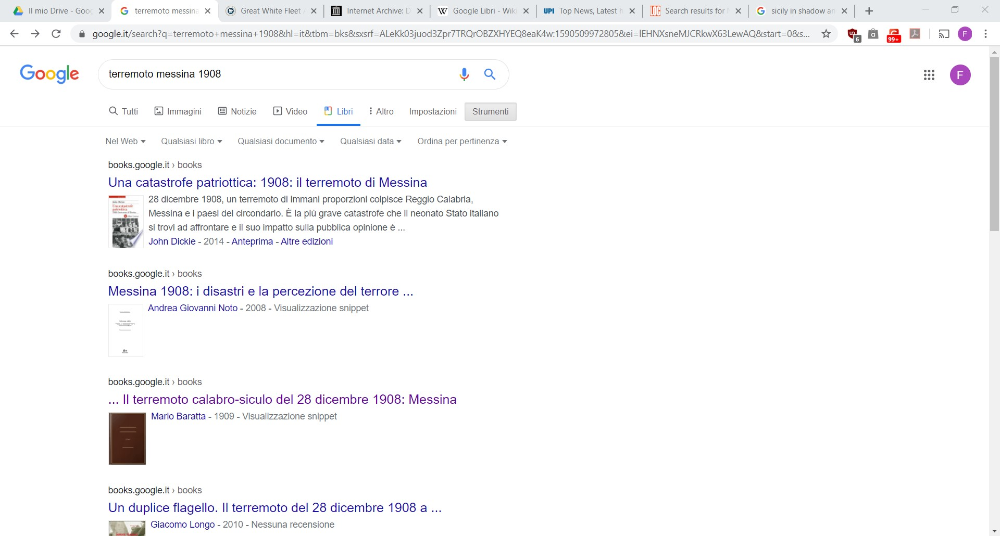 Il mio Drive - Goog
terremoto messina
Great White Fleet
Internet Archive: D
Google Libri - Wiki
UPI Top News, Latest h
LOC Search results for
sicily in shadow an
google.it/search?q=terremoto+messina+1908&hl=it&tbm=bks&sxsrf=ALeKk03juod3Zpr7TRQrOBZXHYEQ8eaK4w:1590509972805&ei=lEHNXsneMJCRkwX63LewAQ&start=0&s...
6
99+
F
Google
terremoto messina 1908
F
Tutti
Immagini
Notizie
Video
Libri
Altro
Impostazioni
Strumenti
Nel Web
Qualsiasi libro
Qualsiasi documento
Qualsiasi data
Ordina per pertinenza
books.google.it › books
Una catastrofe patriottica: 1908: il terremoto di Messina
28 dicembre 1908, un terremoto di immani proporzioni colpisce Reggio Calabria,
Messina e i paesi del circondario. È la più grave catastrofe che il neonato Stato italiano
si trovi ad affrontare e il suo impatto sulla pubblica opinione è ...
John Dickie - 2014 - Anteprima - Altre edizioni
books.google.it › books
Messina 1908: i disastri e la percezione del terrore ...
Andrea Giovanni Noto - 2008 - Visualizzazione snippet
books.google.it › books
... Il terremoto calabro-siculo del 28 dicembre 1908: Messina
Mario Baratta - 1909 - Visualizzazione snippet
books.google.it › books
Un duplice flagello. Il terremoto del 28 dicembre 1908 a ...
Giacomo Longo - 2010 - Nessuna recensione